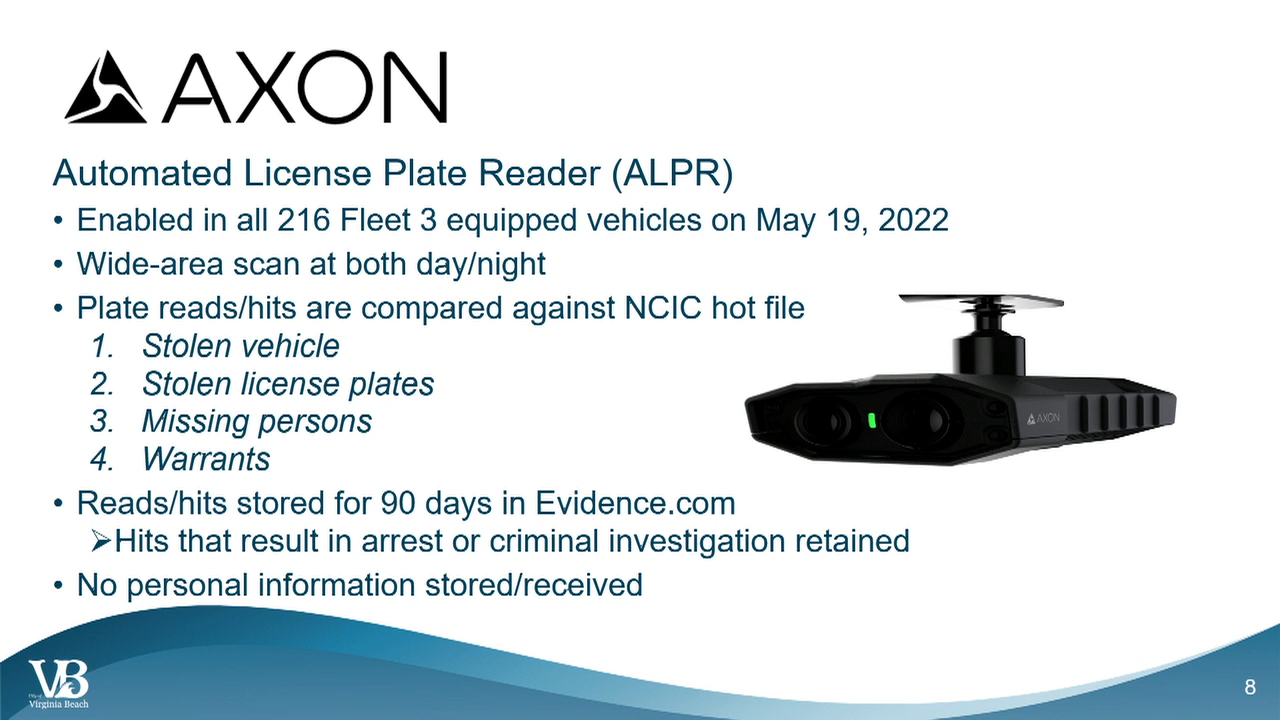 AXON
Automated License Plate Reader (ALPR)
• Enabled in all 216 Fleet 3 equipped vehicles on May 19, 2022
• Wide-area scan at both day/night
• Plate reads/hits are compared against NCIC hot file
1. Stolen vehicle
2. Stolen license plates
3. Missing persons
4. Warrants
AXON
• Reads/hits stored for 90 days in Evidence.com
➢Hits that result in arrest or criminal investigation retained
• No personal information stored/received
VB
City of
Virginia Beach
8